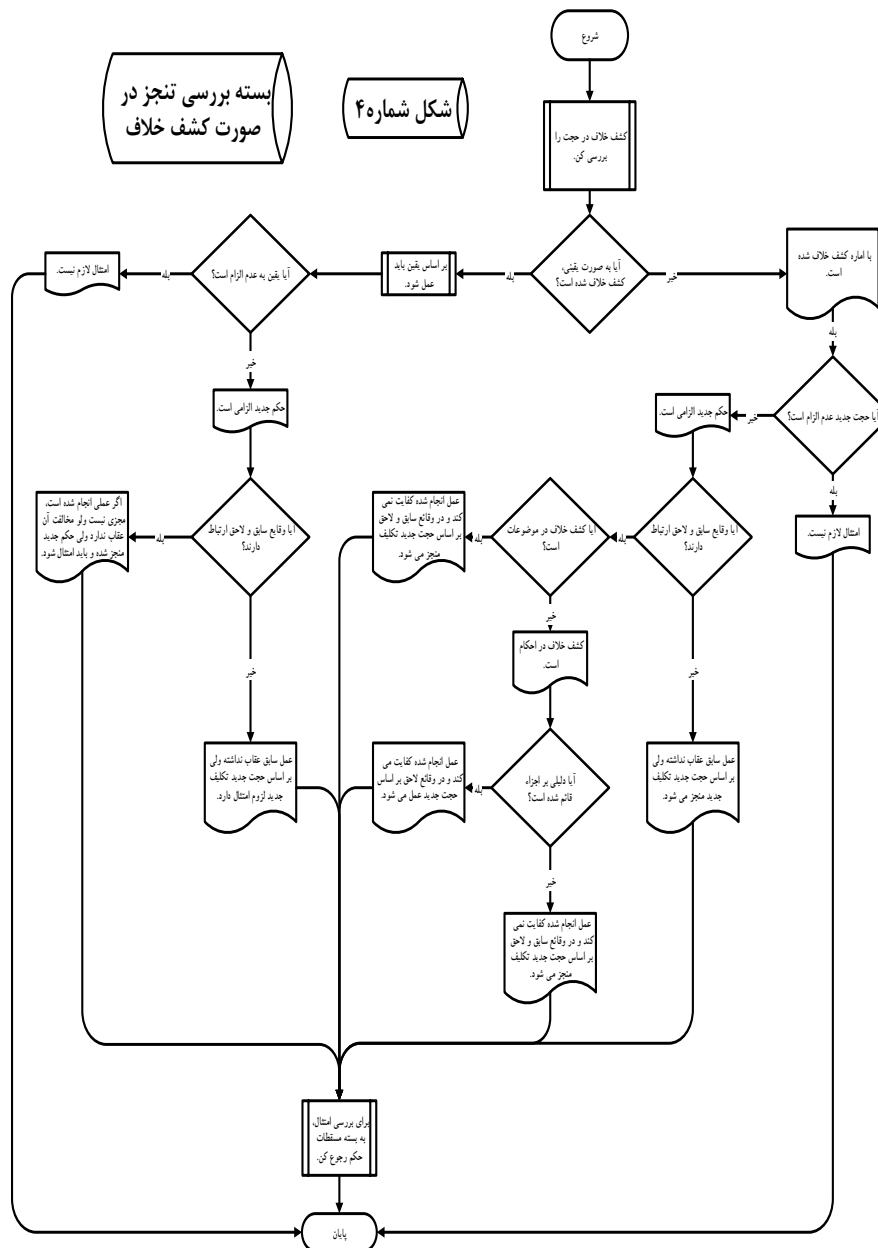 شروع
بسته بررسی تنجز در
صورت کشف خلاف
شکل شماره۴
کشف خلاف در حجت را
بررسی کن.
با اماره کشف خلاف شده
است.
خیر
آیا به صورت یقینی،
کشف خلاف شده است؟
بله
بر اساس یقین باید
عمل شود.
آیا یقین به عدم الزام است؟
بله
امتثال لازم نیست.
بله
خیر
آیا حجت جدید عدم الزام است؟
خیر
حکم جدید الزامی است.
حکم جدید الزامی است.
بله
امتثال لازم نیست.
آیا وقایع سابق و لاحق ارتباط
دارند؟
بله
آیا کشف خلاف در موضوعات
است؟
بله
عمل انجام شده کفایت نمی
کند و در وقائع سابق و لاحق
بر اساس حجت جدید تکلیف
منجز می شود.
آیا وقایع سابق و لاحق ارتباط
دارند؟
بله
اگر عملی انجام شده است،
مجزی نیست ولو مخالفت آن
عقاب ندارد ولی حکم جدید
منجز شده و باید امتثال شود.
خیر
کشف خلاف در احکام
است.
خیر
خیر
عمل سابق عقاب نداشته ولی
بر اساس حجت جدید تکلیف
جدید منجز می شود.
آیا دلیلی بر اجزاء
قائم شده است؟
بله
عمل انجام شده کفایت می
کند و در وقائع لاحق بر اساس
حجت جدید عمل می شود.
عمل سابق عقاب نداشته ولی
بر اساس حجت جدید تکلیف
جدید لزوم امتثال دارد.
خیر
عمل انجام شده کفایت نمی
کند و در وقائع سابق و لاحق
بر اساس حجت جدید تکلیف
منجز می شود.
برای بررسی امتثال،
به بسته مسقطات
حکم رجوع کن.
پایان